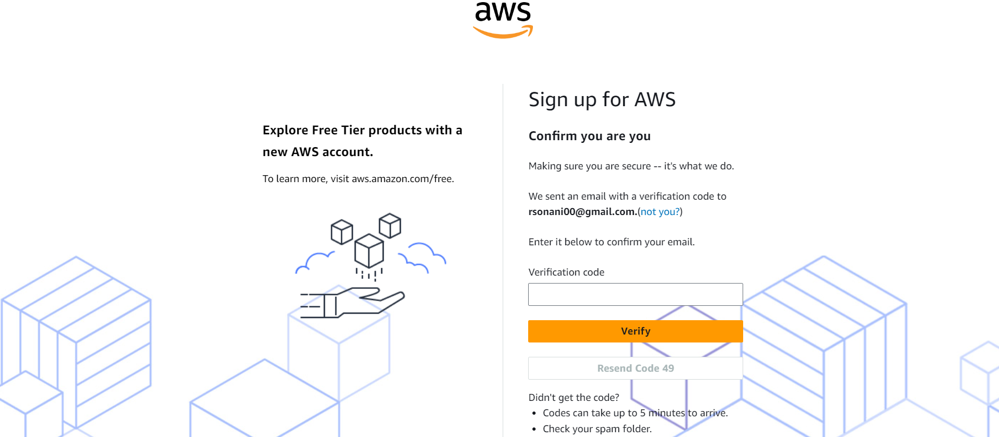 aws
Explore Free Tier products with a
new AWS account.
To learn more, visit aws.amazon.com/free.
Sign up for AWS
Confirm you are you
Making sure you are secure -- it's what we do.
We sent an email with a verification code to
rsonani00@gmail.com.(not you?)
Enter it below to confirm your email.
Verification code
Verify
Resend Code 49
Didn't get the code?
• Codes can take up to 5 minutes to arrive.
• Check your spam folder.